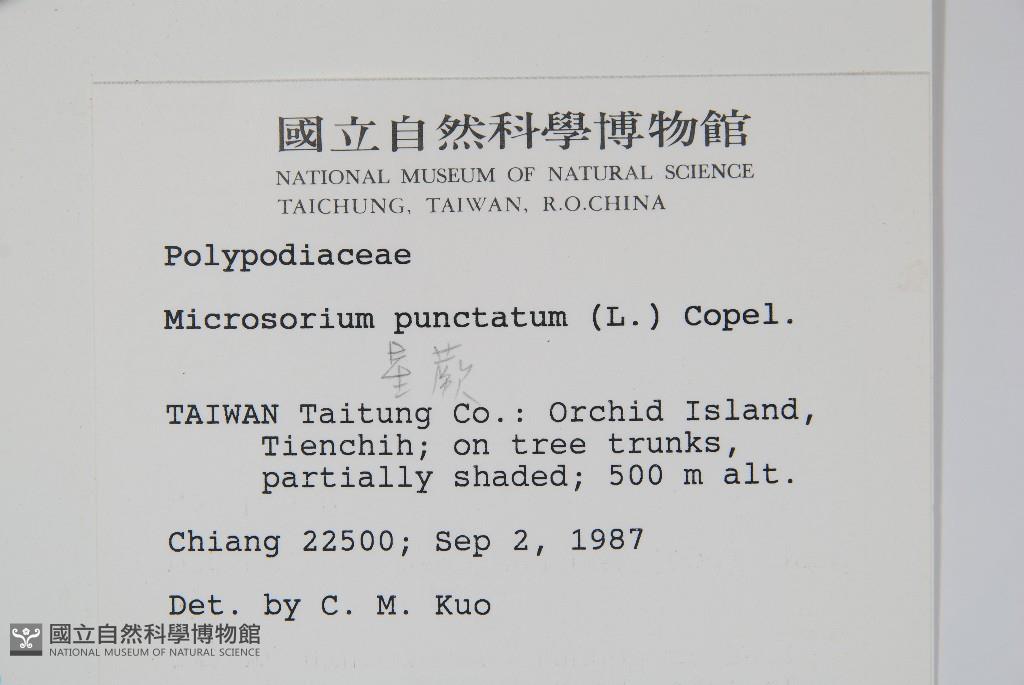 國立自然科學博物館
NATIONAL MUSEUM OF NATURAL SCIENCE
TAICHUNG, TAIWAN, R.O.CHINA
Polypodiaceae
Microsorium punctatum (L.) Copel.
星蕨
TAIWAN Taitung Co.: Orchid Island,
Tienchih; on tree trunks,
partially shaded; 500 m alt.
Chiang 22500; Sep 2, 1987
Det. by C. M. Kuo
國立自然科學博物館
NATIONAL MUSEUM OF NATURAL SCIENCE